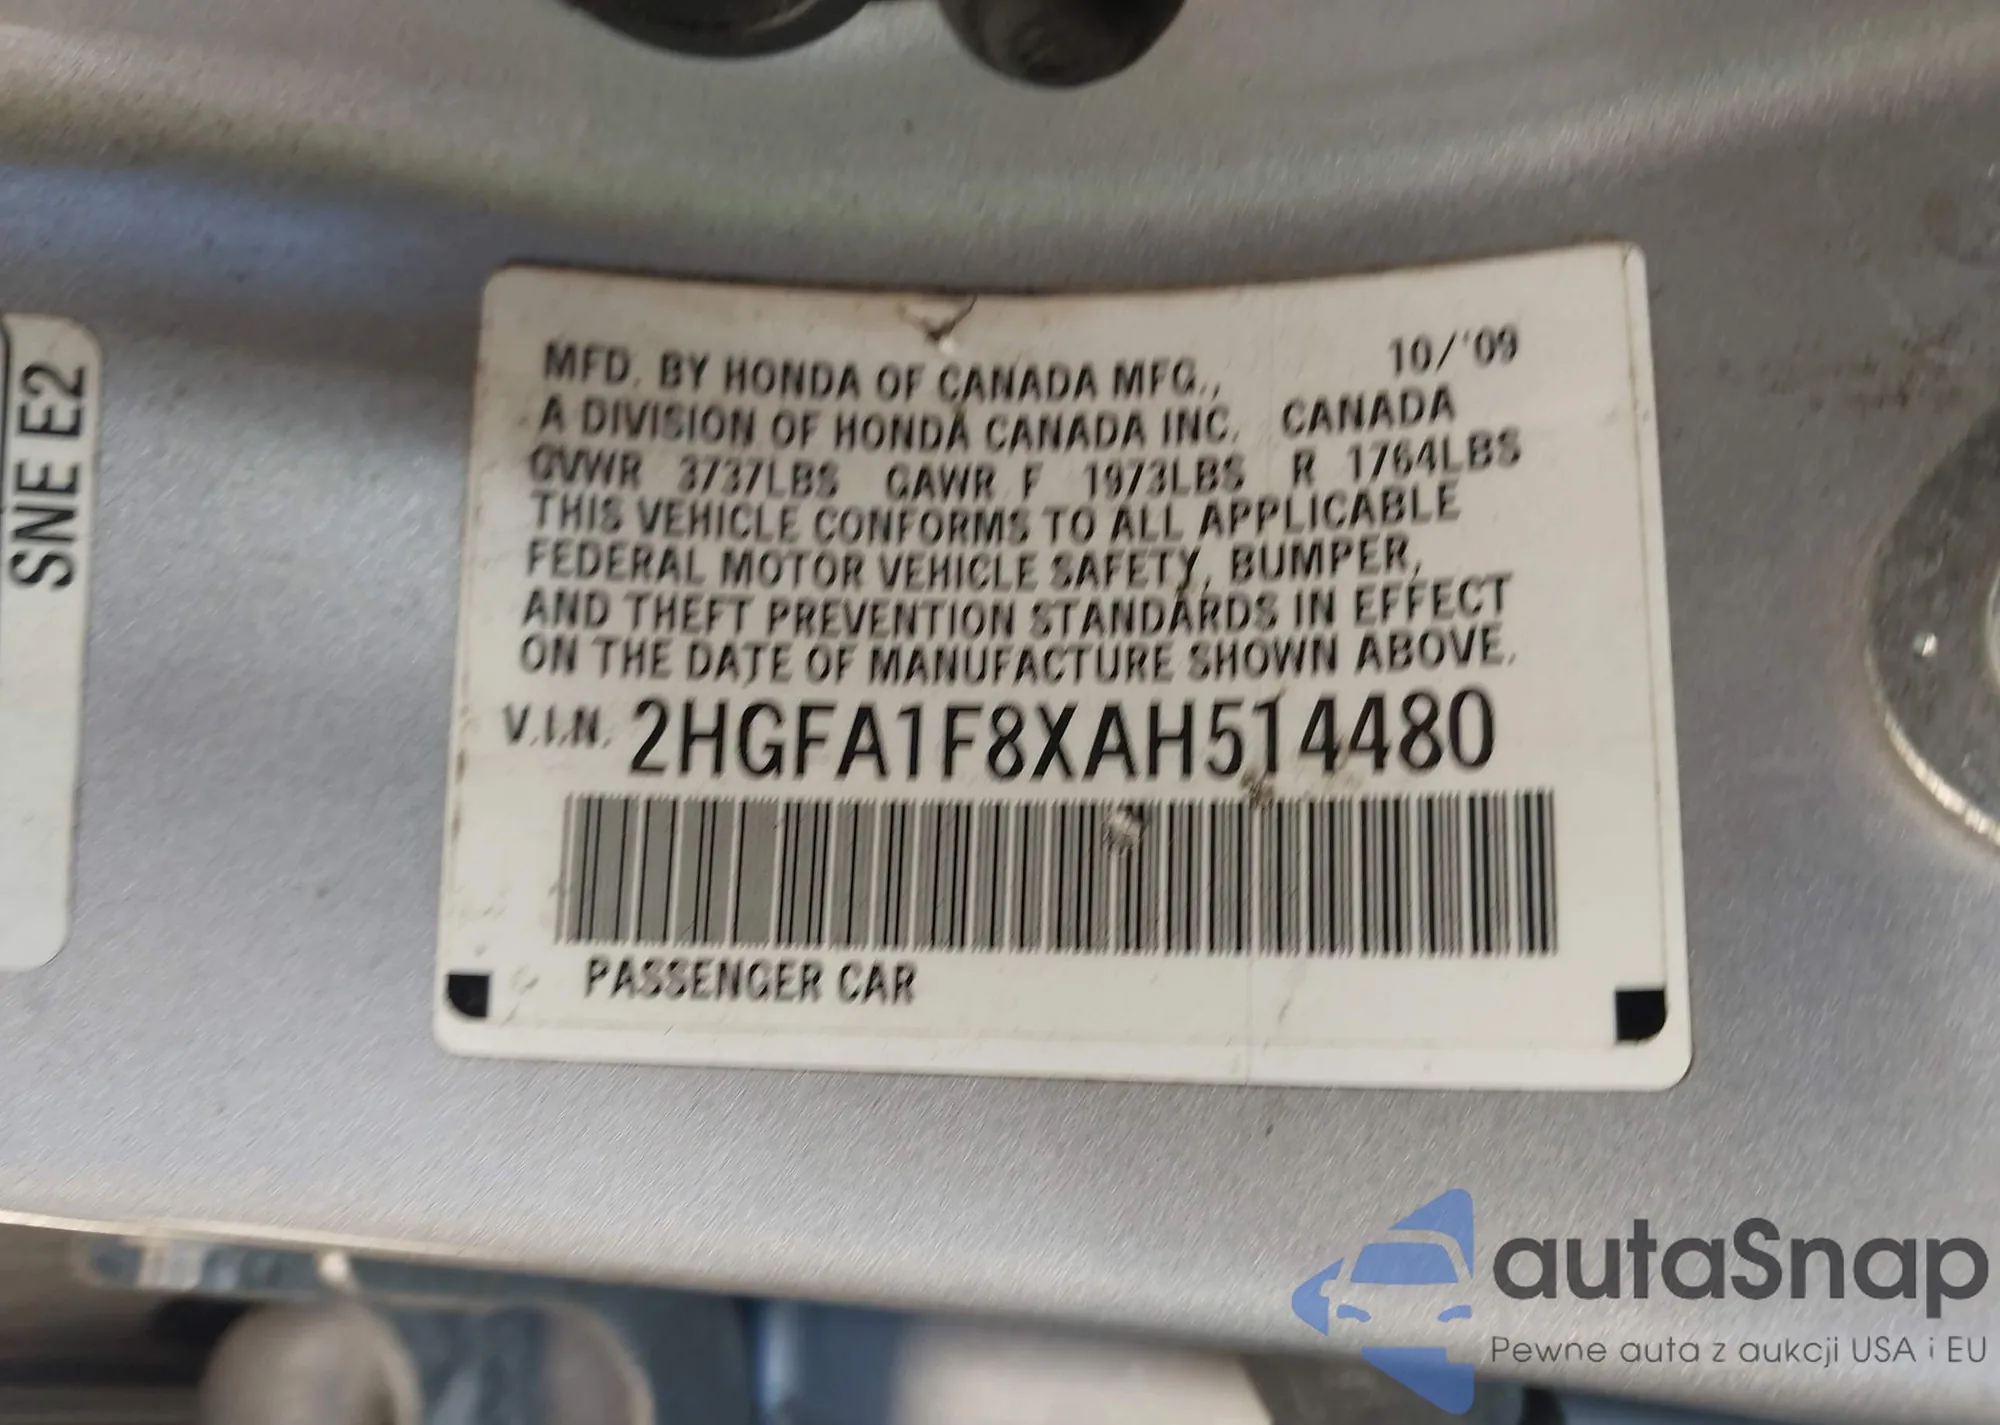 SNE E2
MFD. BY HONDA OF CANADA MFG., 10/'09
A DIVISION OF HONDA CANADA INC. CANADA
GVWR 3737LBS GAWR F 1973LBS R 1764LBS
THIS VEHICLE CONFORMS TO ALL APPLICABLE
FEDERAL MOTOR VEHICLE SAFETY, BUMPER,
AND THEFT PREVENTION STANDARDS IN EFFECT
ON THE DATE OF MANUFACTURE SHOWN ABOVE.
V.I.N. 2HGFA1F8XAH514480
PASSENGER CAR
autaSnap
Pewne auta z aukcji USA i EU